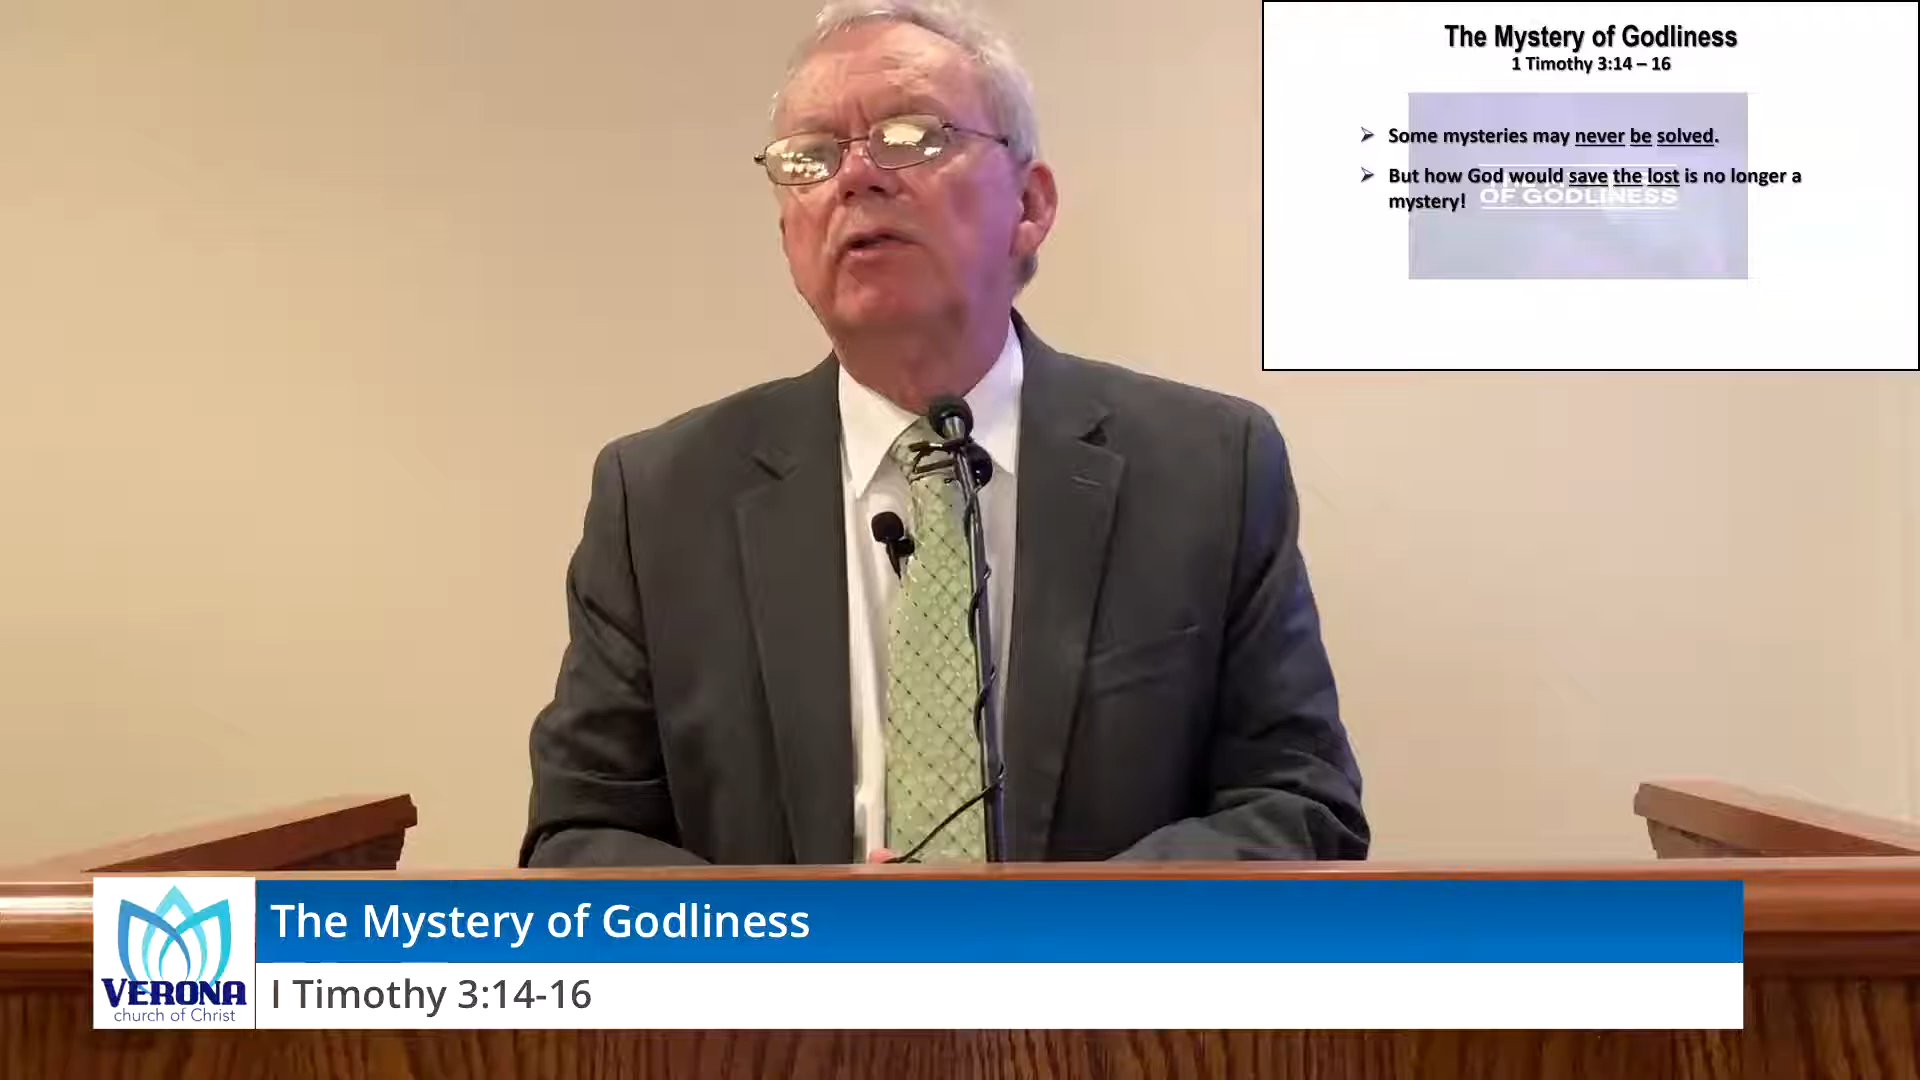 The Mystery of Godliness
1 Timothy 3:14 – 16
➢ Some mysteries may never be solved.
➢ But how God would save the lost is no longer a
mystery!
OF GODLINESS
The Mystery of Godliness
I Timothy 3:14-16
VERONA
church of Christ